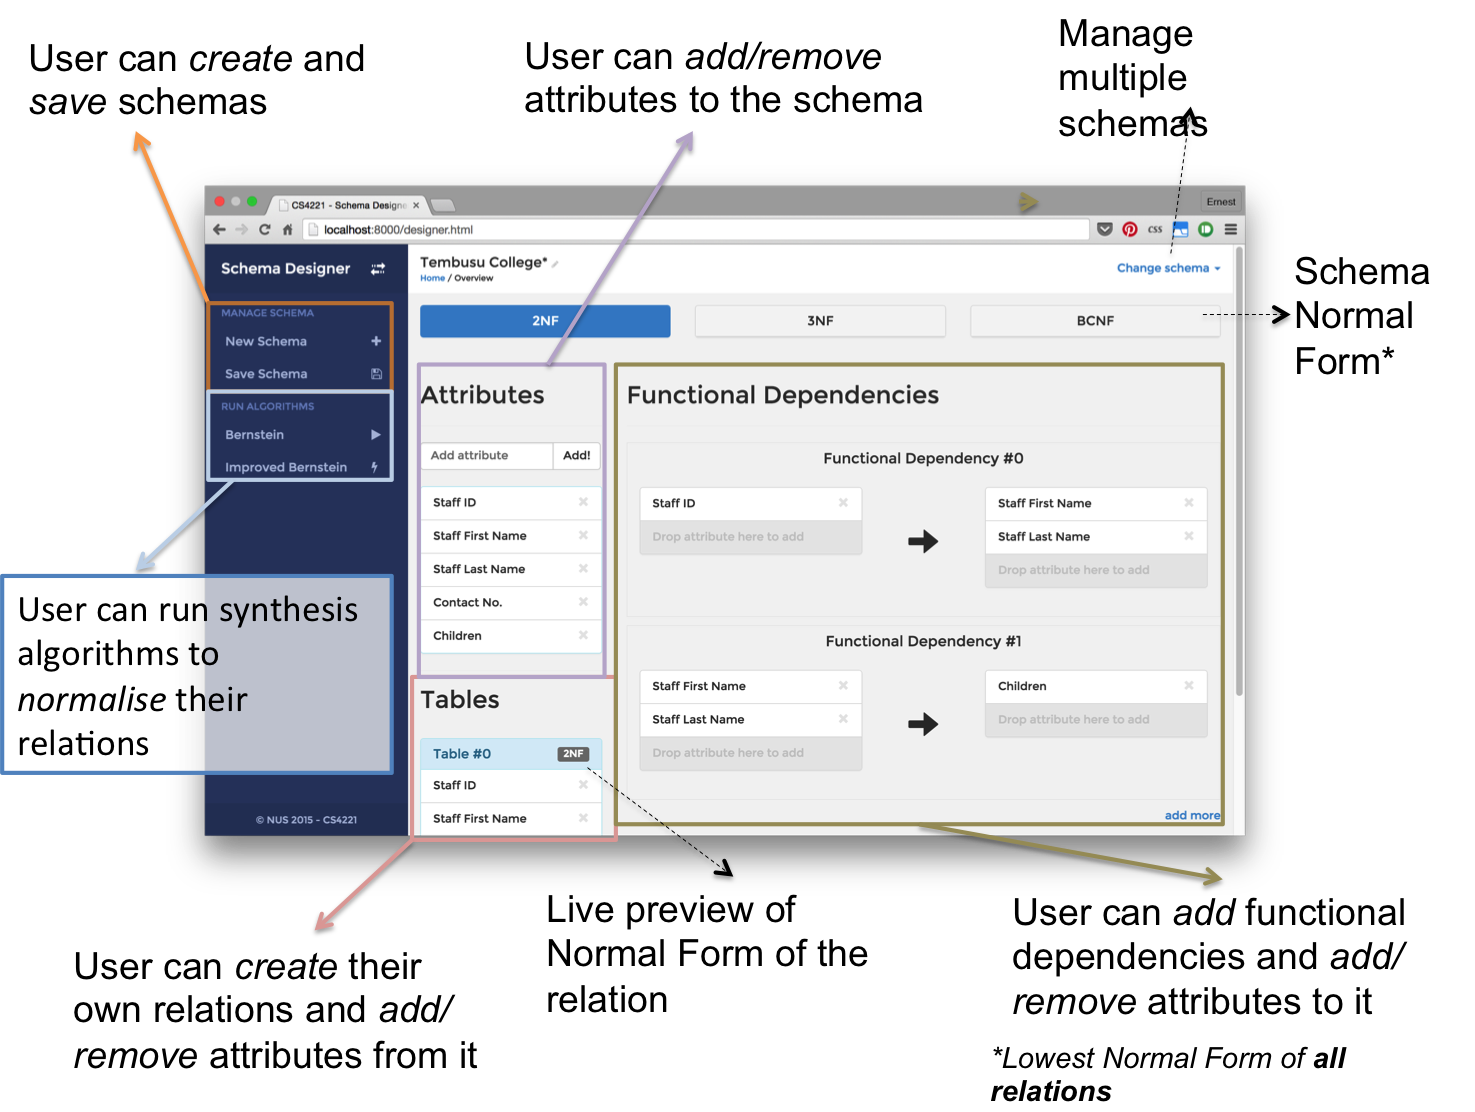 User can create and
save schemas
User can add/remove
attributes to the schema
Manage
multiple
schemas
CS4221 - Schema Designe
Ernest
localhost:8000/designer.html
css
Schema Designer
Tembusu College*
Home / Overview
Change schema
MANAGE SCHEMA
New Schema
Save Schema
RUN ALGORITHMS
Bernstein
Improved Bernstein
© NUS 2015 - CS4221
2NF
3NF
BCNF
Schema
Normal
Form*
Attributes
Add attribute
Add!
Staff ID
Staff First Name
Staff Last Name
Contact No.
Children
Tables
Table #0
2NF
Staff ID
Staff First Name
Functional Dependencies
Functional Dependency #0
Staff ID
Drop attribute here to add
Staff First Name
Staff Last Name
Drop attribute here to add
Functional Dependency #1
Staff First Name
Staff Last Name
Drop attribute here to add
Children
Drop attribute here to add
add more
User can run synthesis
algorithms to
normalise their
relations
User can create their
own relations and add/
remove attributes from it
Live preview of
Normal Form of the
relation
User can add functional
dependencies and add/
remove attributes to it
*Lowest Normal Form of all
relations